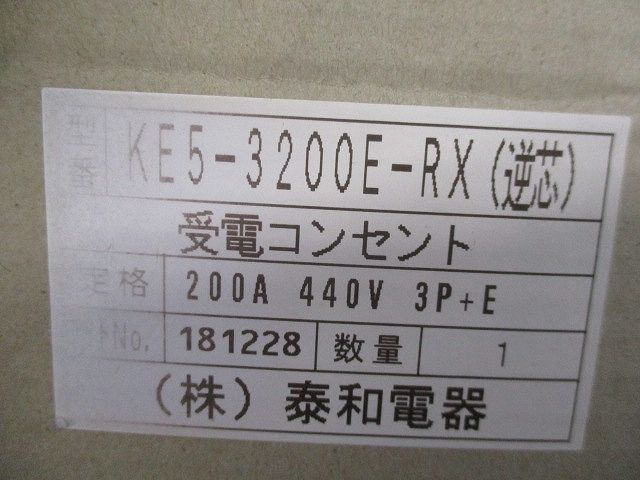 型番 KE5-3200E-RX(逆芯)
受電コンセント
定格 200A 440V 3P+E
No. 181228 数量 1
(株)泰和電器